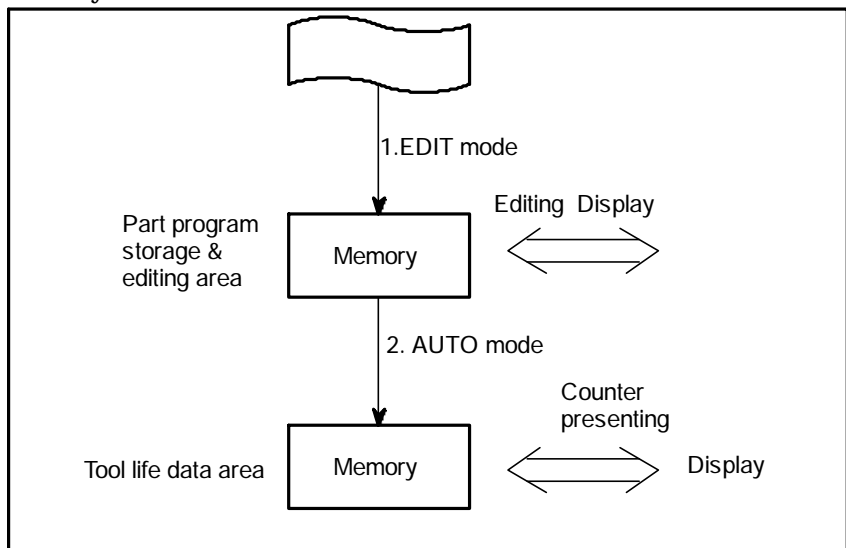 1.EDIT mode
Editing Display
Part program
storage &
editing area
Memory
2. AUTO mode
Counter
presenting
Tool life data area
Memory
Display